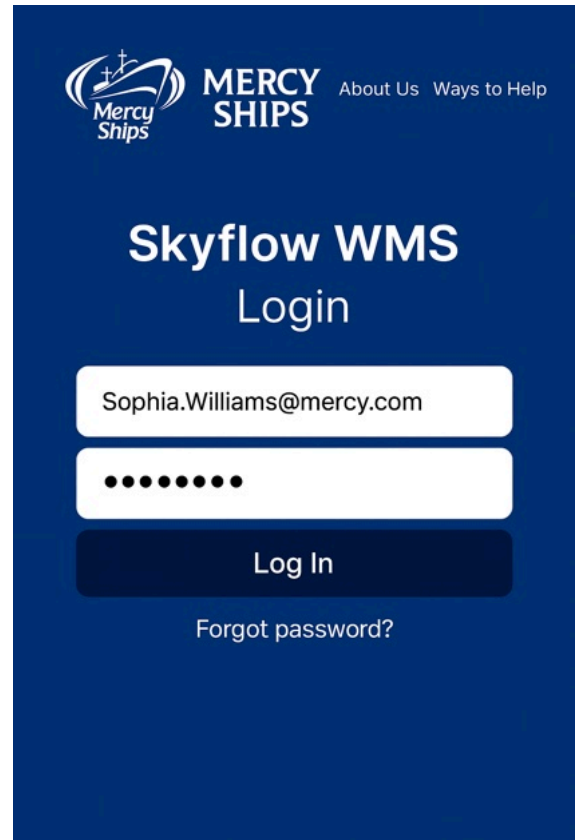 Mercy
Ships
MERCY
SHIPS
About Us Ways to Help
Skyflow WMS
Login
Sophia.Williams@mercy.com
••••••••
Log In
Forgot password?